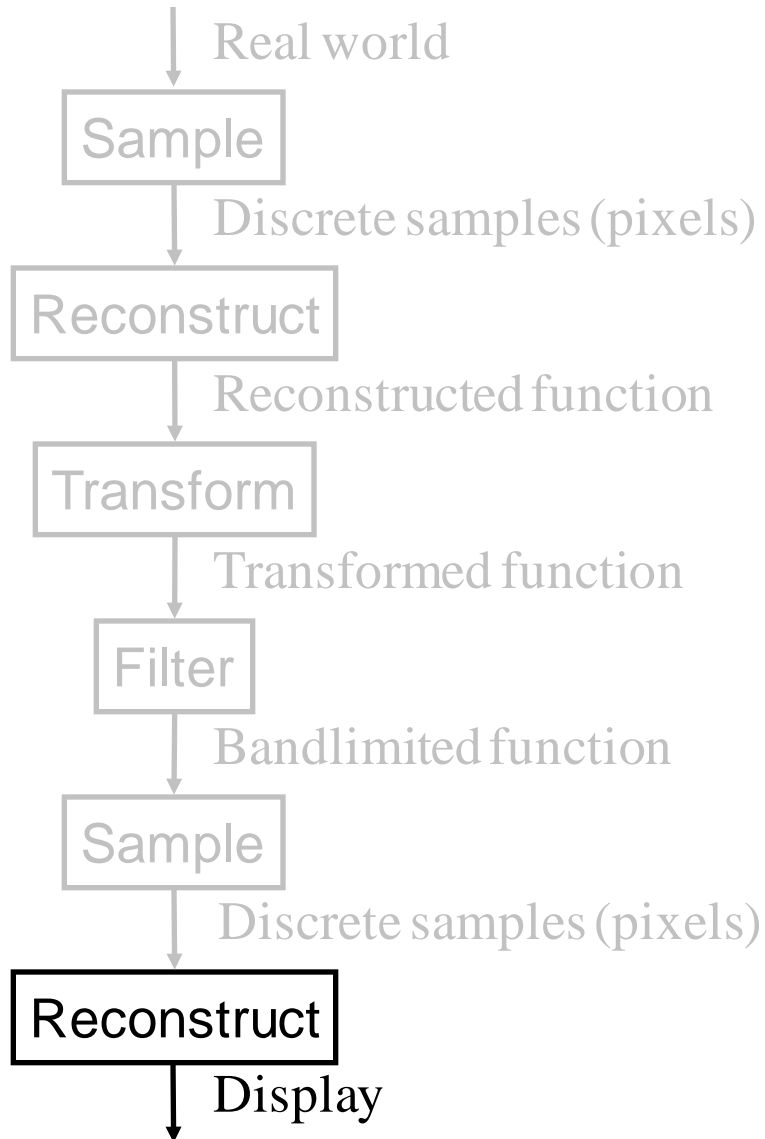 Real world
Sample
Discrete samples (pixels)
Reconstruct
Reconstructed function
Transform
Transformed function
Filter
Bandlimited function
Sample
Discrete samples (pixels)
Reconstruct
Display